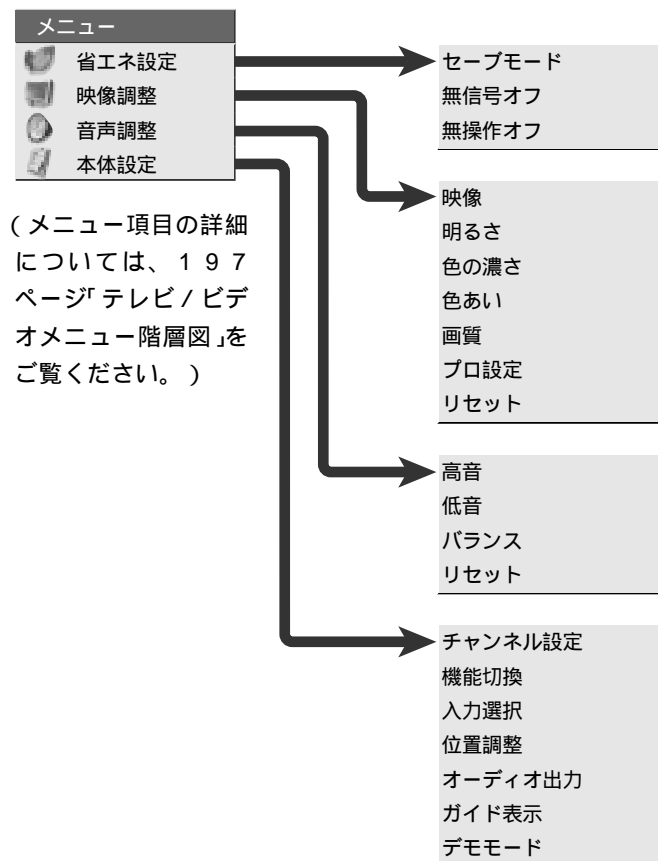 メニュー
省エネ設定
映像調整
音声調整
本体設定
(メニュー項目の詳細
については、197
ページ「テレビ/ビデ
オメニュー階層図」を
ご覧ください。)
セーブモード
無信号オフ
無操作オフ
映像
明るさ
色の濃さ
色あい
画質
プロ設定
リセット
高音
低音
バランス
リセット
チャンネル設定
機能切換
入力選択
位置調整
オーディオ出力
ガイド表示
デモモード